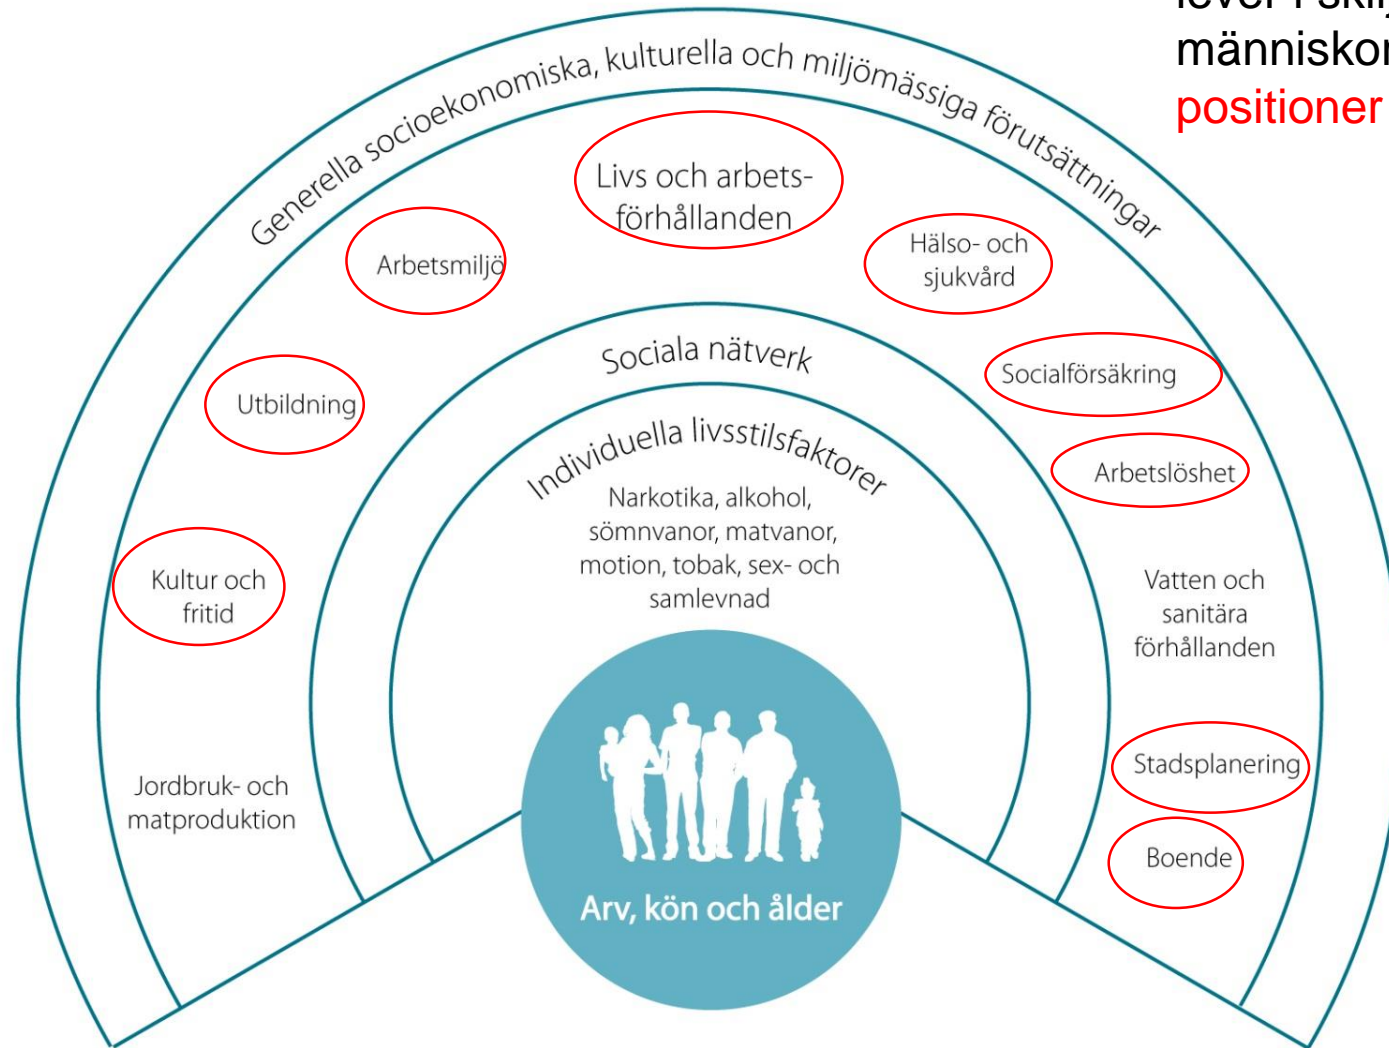 människor
positioner
Generella socioekonomiska, kulturella och miljömässiga förutsättningar
Livs och arbets-
förhållanden
Arbetsmiljö
Hälso- och
sjukvård
Utbildning
Socialförsäkring
Arbetslöshet
Kultur och
fritid
Vatten och
sanitära
förhållanden
Jordbruk- och
matproduktion
Stadsplanering
Boende
Sociala nätverk
Individuella livsstilsfaktorer
Narkotika, alkohol,
sömnvanor, matvanor,
motion, tobak, sex- och
samlevnad
Arv, kön och ålder